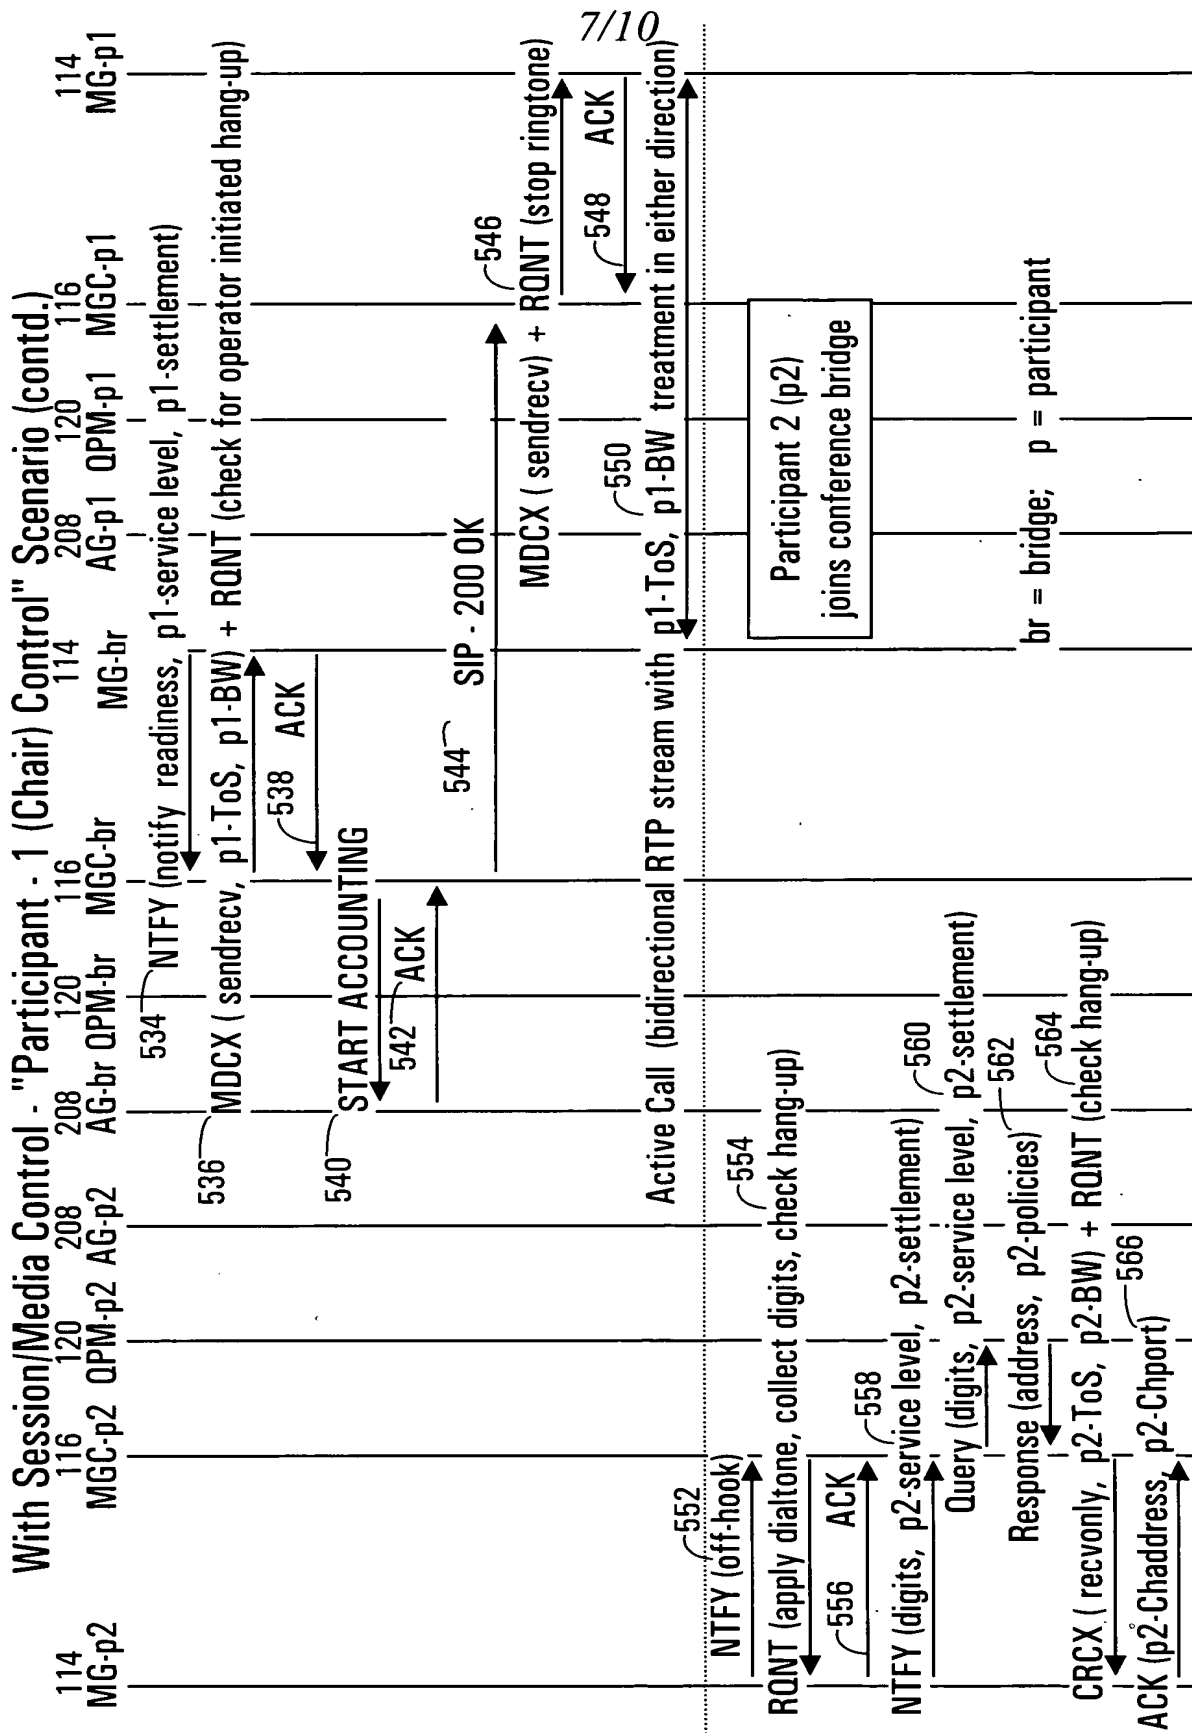 7/10
With Session/Media Control - "Participant - 1 (Chair) Control" Scenario (contd.)
114 116 120 208 208 120 116 114 208 120 116 114
MG-p2 MGC-p2 QPM-p2 AG-p2 AG-br QPM-br MGC-br MG-br AG-p1 QPM-p1 MGC-p1 MG-p1
534 NTFY (notify readiness, p1-service level, p1-settlement)
536 MDCX (sendrecv, p1-ToS, p1-BW) + RQNT (check for operator initiated hang-up)
538 ACK
540 START ACCOUNTING
542 ACK
544 SIP - 200 OK
546
MDCX (sendrecv) + RQNT (stop ringtone)
548 ACK
550
Active Call (bidirectional RTP stream with p1-ToS, p1-BW treatment in either direction)
552
NTFY (off-hook)
554
RQNT (apply dialtone, collect digits, check hang-up)
556 ACK
558
NTFY (digits, p2-service level, p2-settlement)
560
Query (digits, p2-service level, p2-settlement)
562
Response (address, p2-policies)
564
CRCX (recvonly, p2-ToS, p2-BW) + RQNT (check hang-up)
566
ACK (p2-Chaddress, p2-Chport)
Participant 2 (p2)
joins conference bridge
br = bridge; p = participant